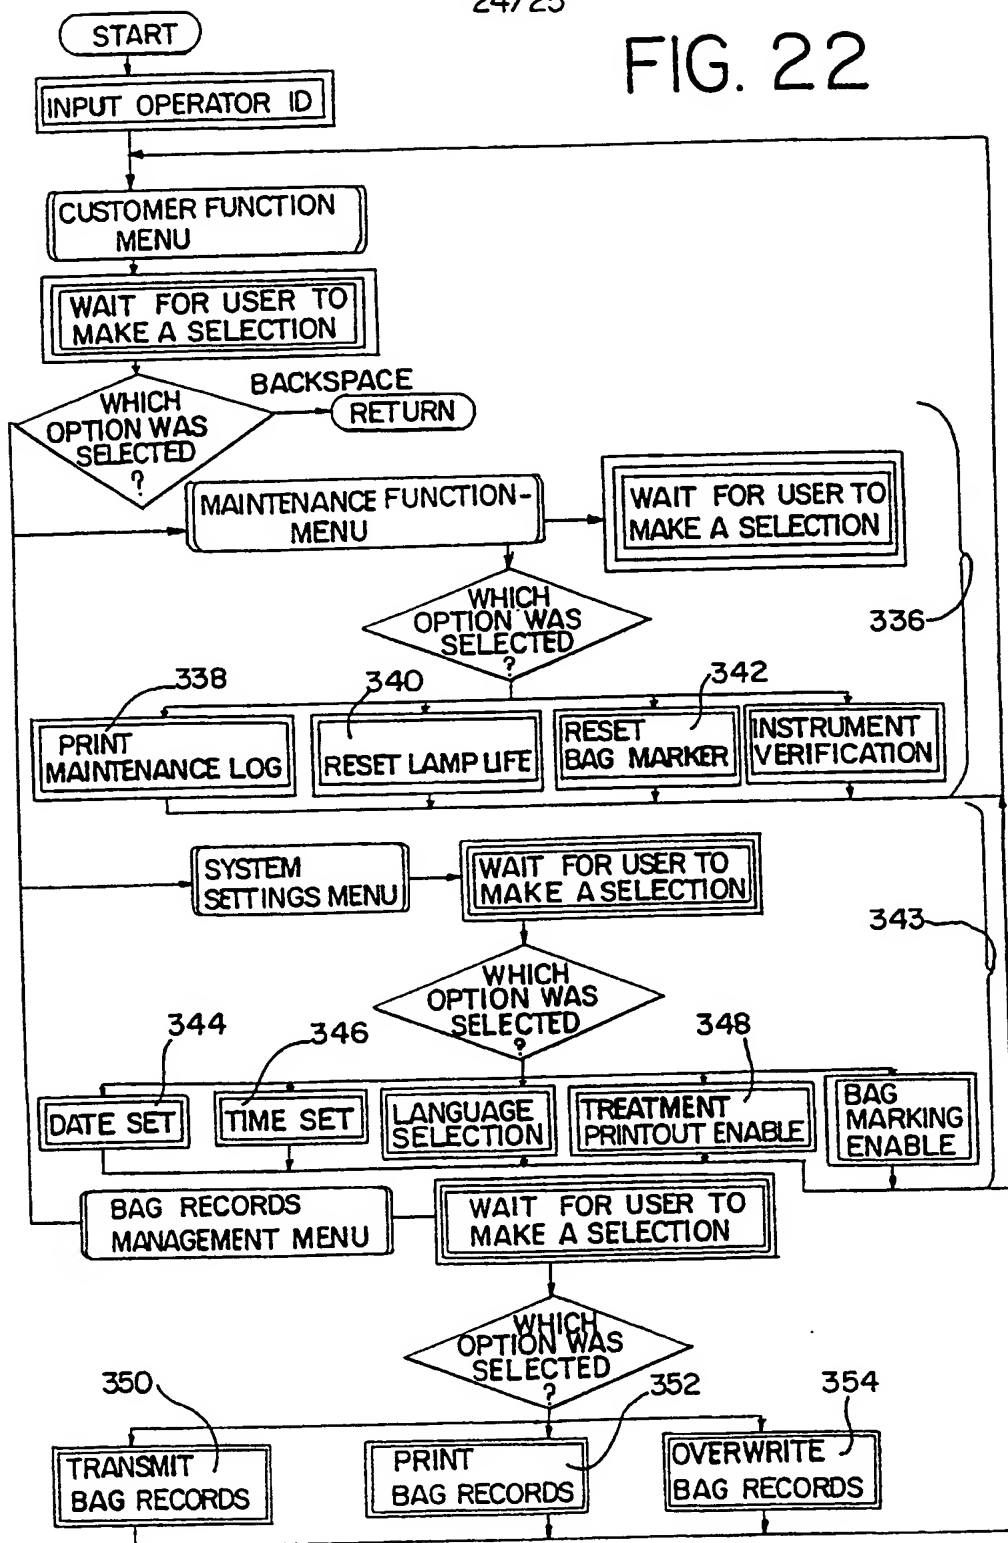 24/25
FIG. 22
START
INPUT OPERATOR ID
CUSTOMER FUNCTION
MENU
WAIT FOR USER TO
MAKE A SELECTION
BACKSPACE
WHICH
OPTION WAS
SELECTED
?
RETURN
MAINTENANCE FUNCTION-
MENU
WAIT FOR USER TO
MAKE A SELECTION
WHICH
OPTION WAS
SELECTED
?
336
338
340
342
PRINT
MAINTENANCE LOG
RESET LAMP LIFE
RESET
BAG MARKER
INSTRUMENT
VERIFICATION
SYSTEM
SETTINGS MENU
WAIT FOR USER TO
MAKE A SELECTION
343
WHICH
OPTION WAS
SELECTED
?
344
346
348
DATE SET
TIME SET
LANGUAGE
SELECTION
TREATMENT
PRINTOUT ENABLE
BAG
MARKING
ENABLE
BAG RECORDS
MANAGEMENT MENU
WAIT FOR USER TO
MAKE A SELECTION
WHICH
OPTION WAS
SELECTED
?
350
352
354
TRANSMIT
BAG RECORDS
PRINT
BAG RECORDS
OVERWRITE
BAG RECORDS